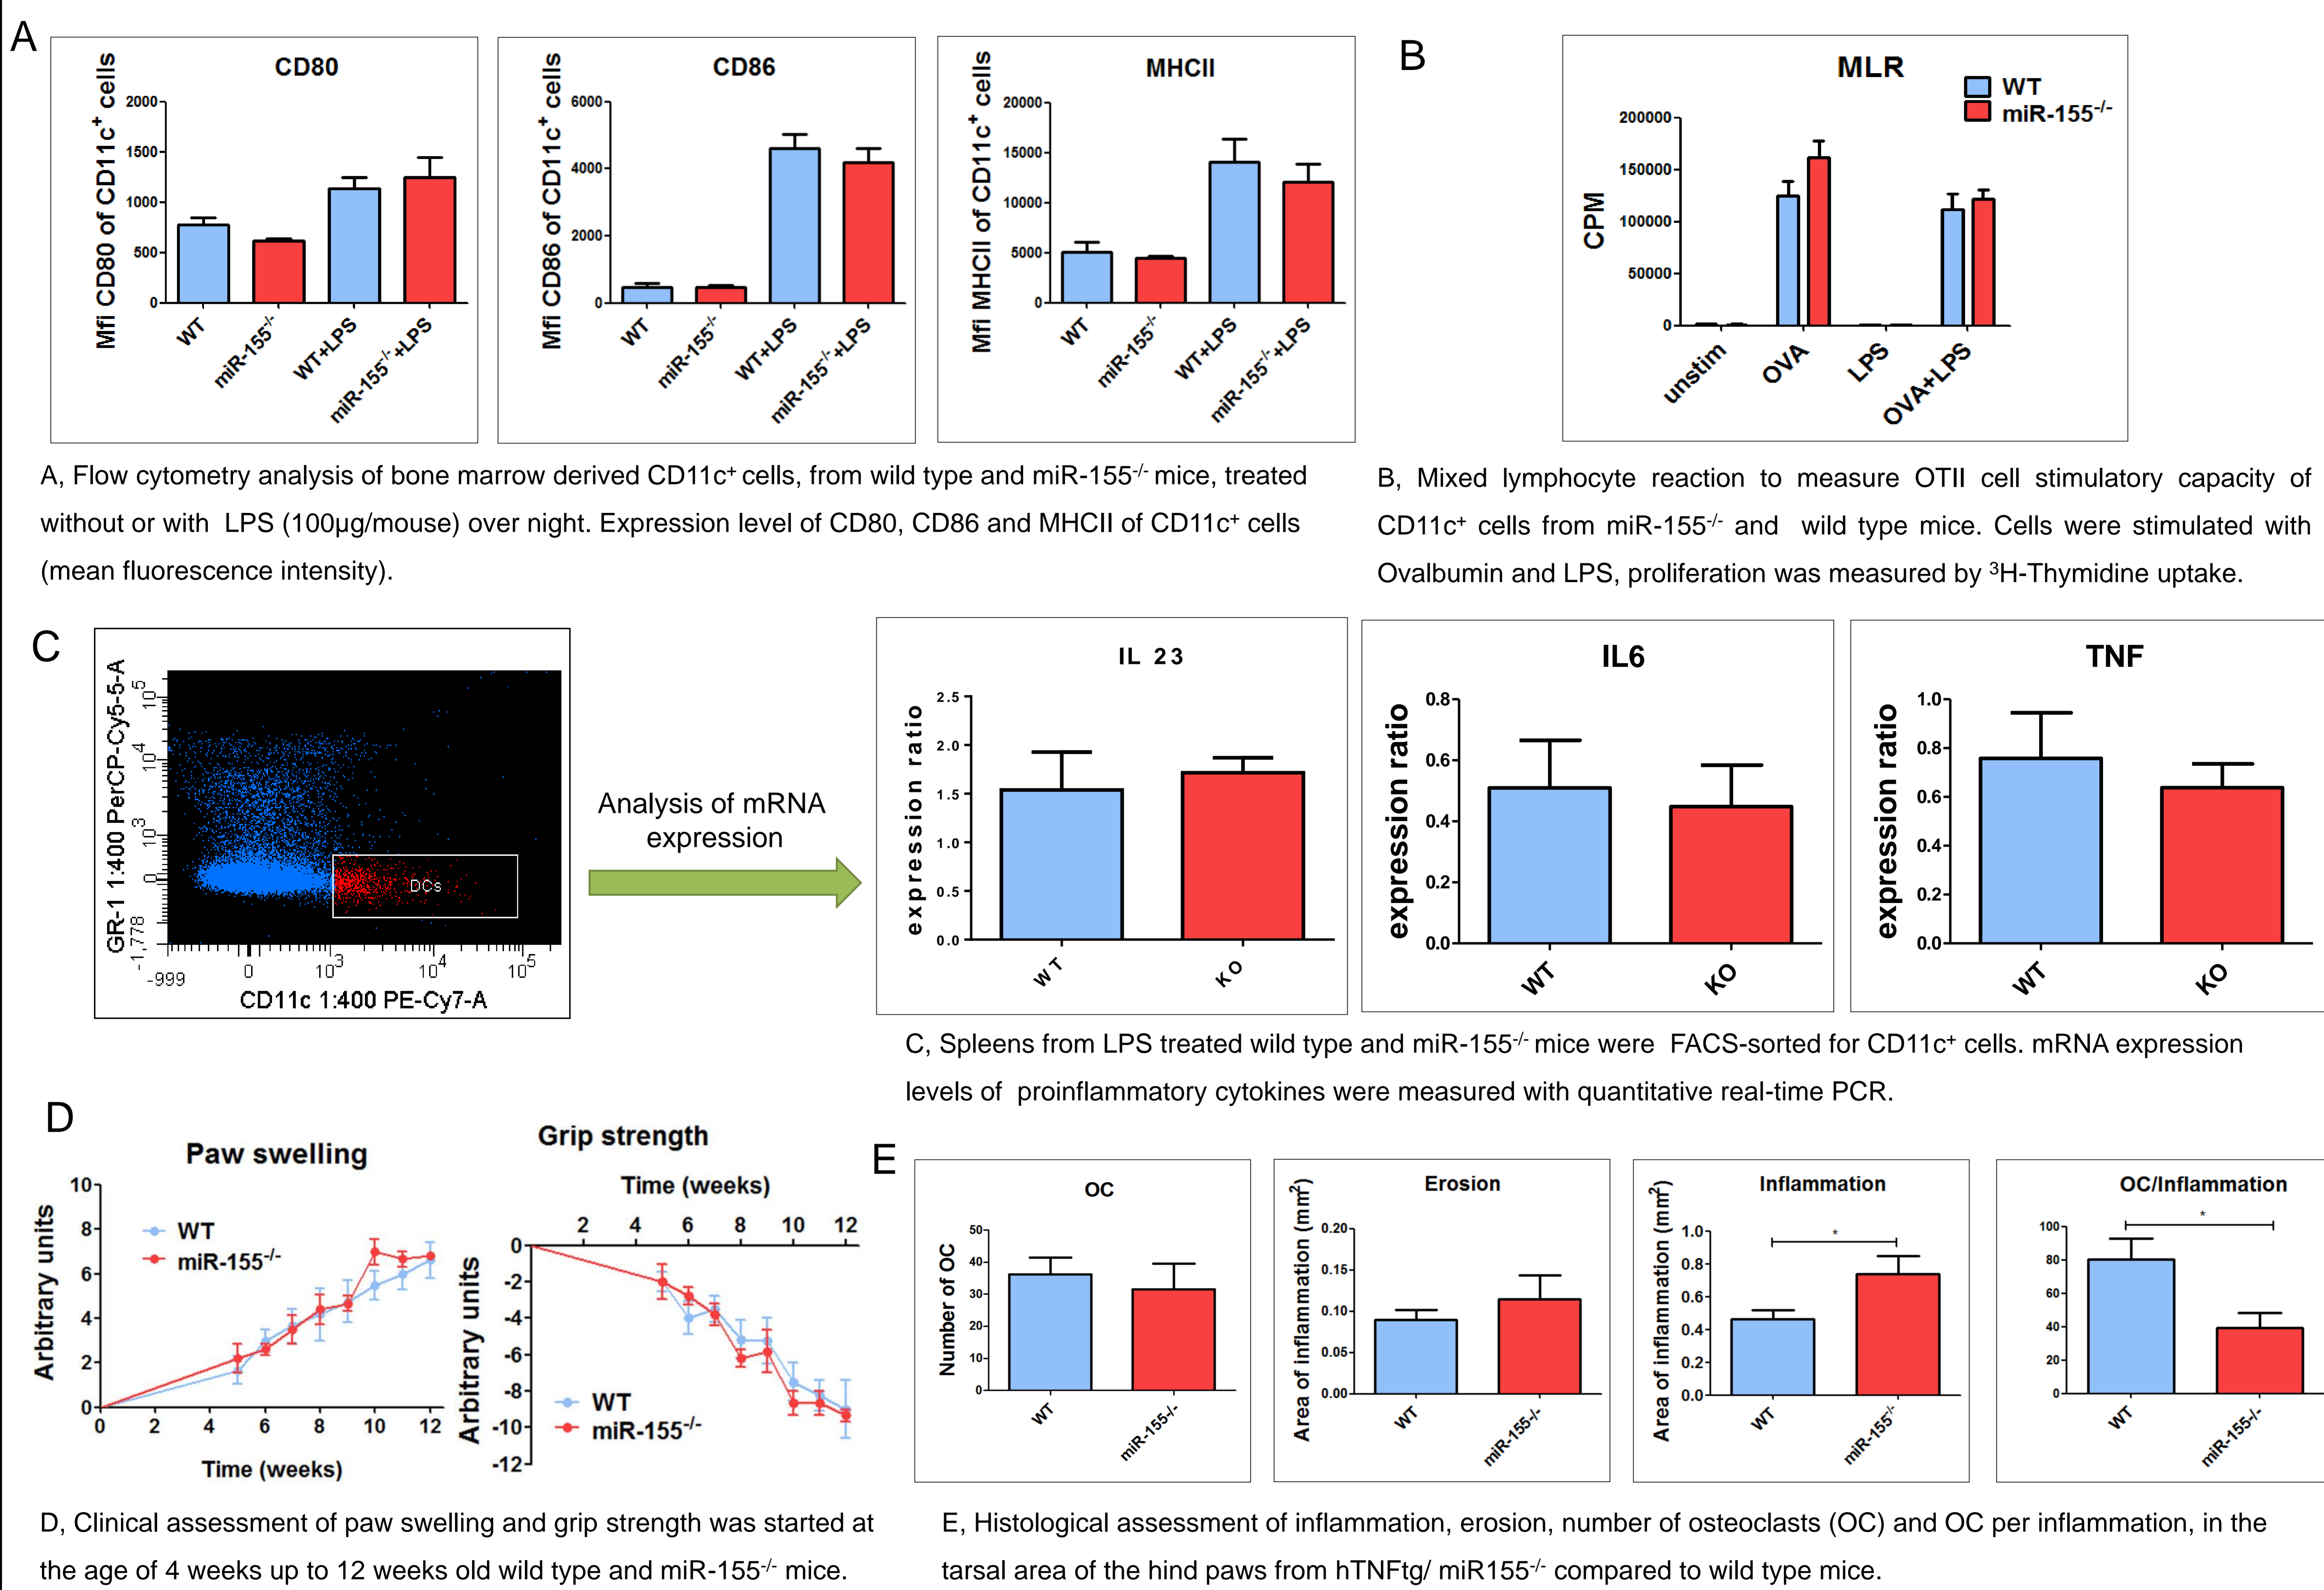 A
CD80
Mfi CD80 of CD11c+ cells
2000
1500
1000
500
0
WT
miR-155-/-
WT+LPS
miR-155-/-+LPS
CD86
Mfi CD86 of CD11c+ cells
6000
4000
2000
0
WT
miR-155-/-
WT+LPS
miR-155-/-+LPS
MHCII
Mfi MHCII of CD11c+ cells
20000
15000
10000
5000
0
WT
miR-155-/-
WT+LPS
miR-155-/-+LPS
B
MLR
WT
miR-155-/-
CPM
200000
150000
100000
50000
0
unstim
OVA
LPS
OVA+LPS
A, Flow cytometry analysis of bone marrow derived CD11c+ cells, from wild type and miR-155-/- mice, treated
without or with LPS (100µg/mouse) over night. Expression level of CD80, CD86 and MHCII of CD11c+ cells
(mean fluorescence intensity).
B, Mixed lymphocyte reaction to measure OTII cell stimulatory capacity of
CD11c+ cells from miR-155-/- and wild type mice. Cells were stimulated with
Ovalbumin and LPS, proliferation was measured by 3H-Thymidine uptake.
C
GR-1 1:400 PerCP-Cy5-5-A
10^5
10^4
10^3
0
-1,778
DCs
-999
0
10^3
10^4
10^5
CD11c 1:400 PE-Cy7-A
Analysis of mRNA
expression
IL 23
expression ratio
2.5
2.0
1.5
1.0
0.5
0.0
WT
KO
IL6
expression ratio
0.8
0.6
0.4
0.2
0.0
WT
KO
TNF
expression ratio
1.0
0.8
0.6
0.4
0.2
0.0
WT
KO
C, Spleens from LPS treated wild type and miR-155-/- mice were FACS-sorted for CD11c+ cells. mRNA expression
levels of proinflammatory cytokines were measured with quantitative real-time PCR.
D
Paw swelling
Arbitrary units
10
8
6
4
2
0
WT
miR-155-/-
0 2 4 6 8 10 12
Time (weeks)
Grip strength
Time (weeks)
2 4 6 8 10 12
Arbitrary units
0
-2
-4
-6
-8
-10
-12
WT
miR-155-/-
E
OC
Number of OC
50
40
30
20
10
0
WT
miR-155-/-
Erosion
Area of inflammation (mm2)
0.20
0.15
0.10
0.05
0.00
WT
miR-155-/-
Inflammation
Area of inflammation (mm2)
1.0
0.8
0.6
0.4
0.2
0.0
*
WT
miR-155-/-
OC/Inflammation
100
80
60
40
20
0
*
WT
miR-155-/-
D, Clinical assessment of paw swelling and grip strength was started at
the age of 4 weeks up to 12 weeks old wild type and miR-155-/- mice.
E, Histological assessment of inflammation, erosion, number of osteoclasts (OC) and OC per inflammation, in the
tarsal area of the hind paws from hTNFtg/ miR155-/- compared to wild type mice.